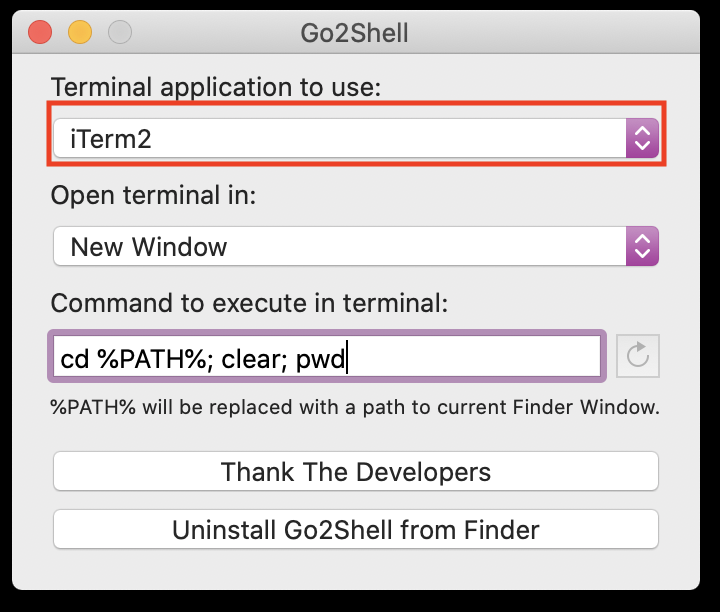 Go2Shell
Terminal application to use:
iTerm2
Open terminal in:
New Window
Command to execute in terminal:
cd %PATH%; clear; pwd
%PATH% will be replaced with a path to current Finder Window.
Thank The Developers
Uninstall Go2Shell from Finder